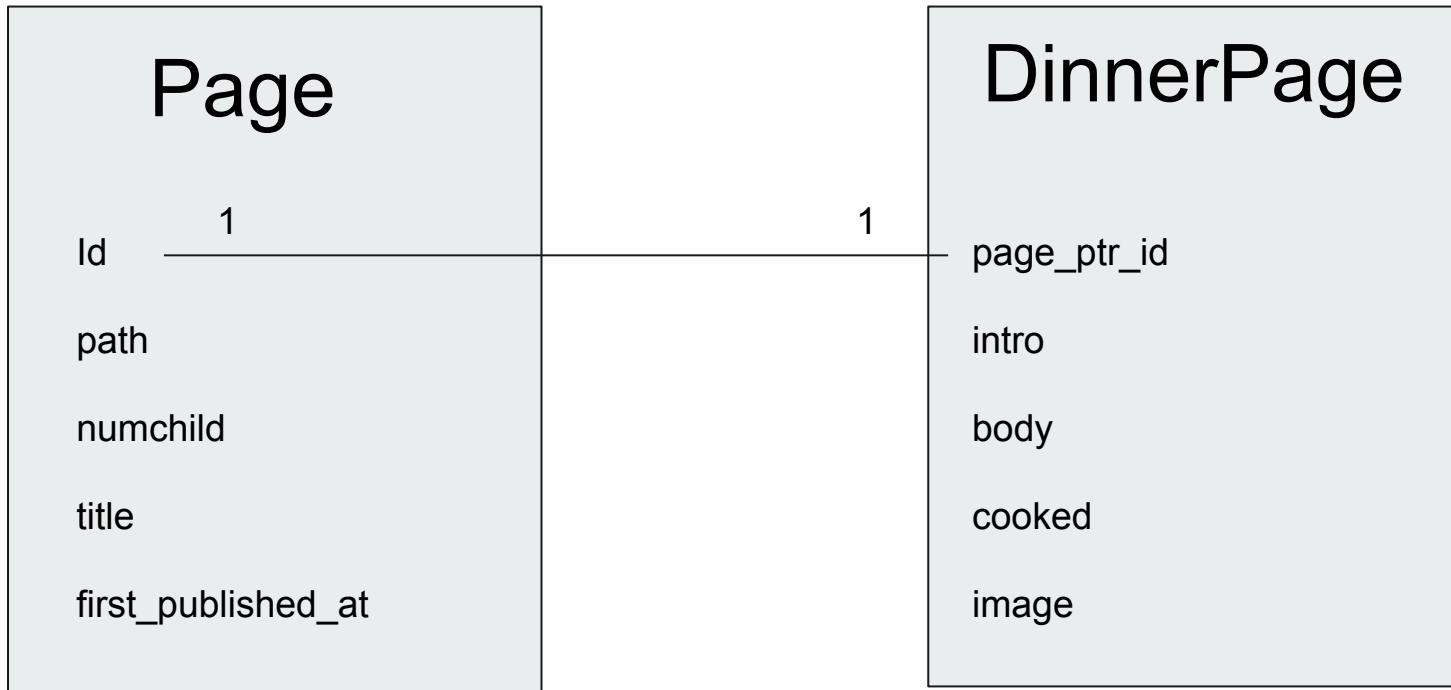 Page
1
Id
path
numchild
title
first_published_at
DinnerPage
1
page_ptr_id
intro
body
cooked
image